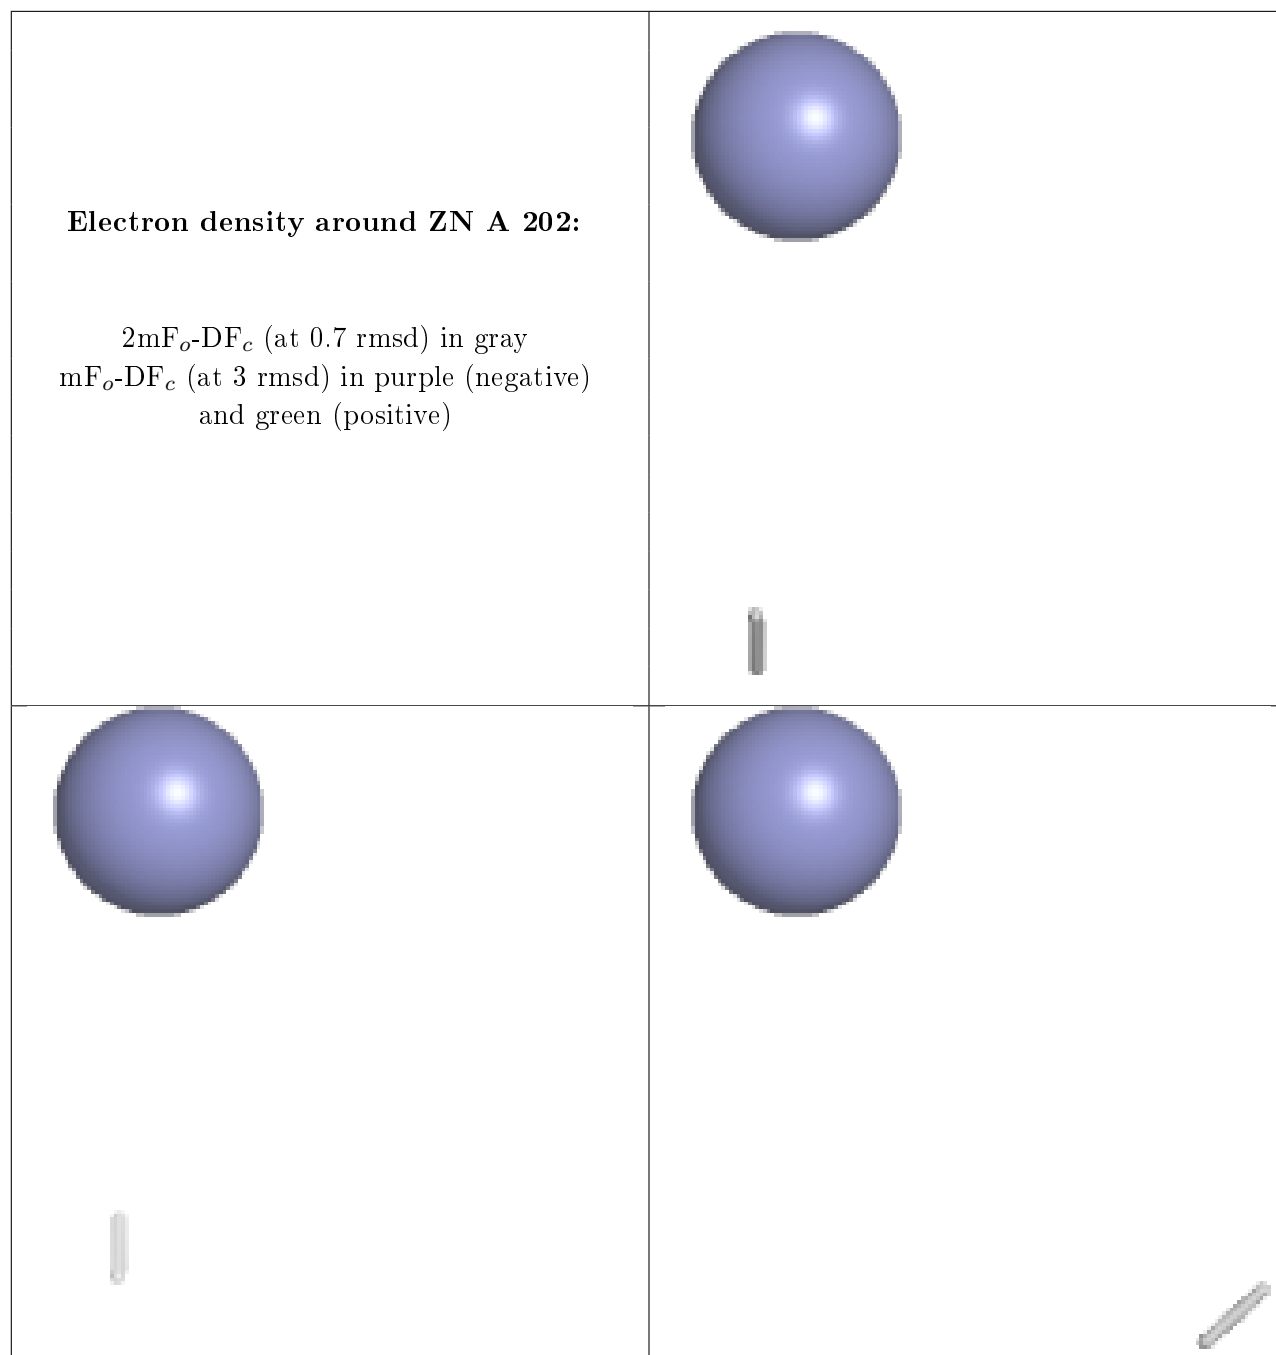 Electron density around ZN A 202:
2mFo-DFc (at 0.7 rmsd) in gray
mFo-DFc (at 3 rmsd) in purple (negative)
and green (positive)